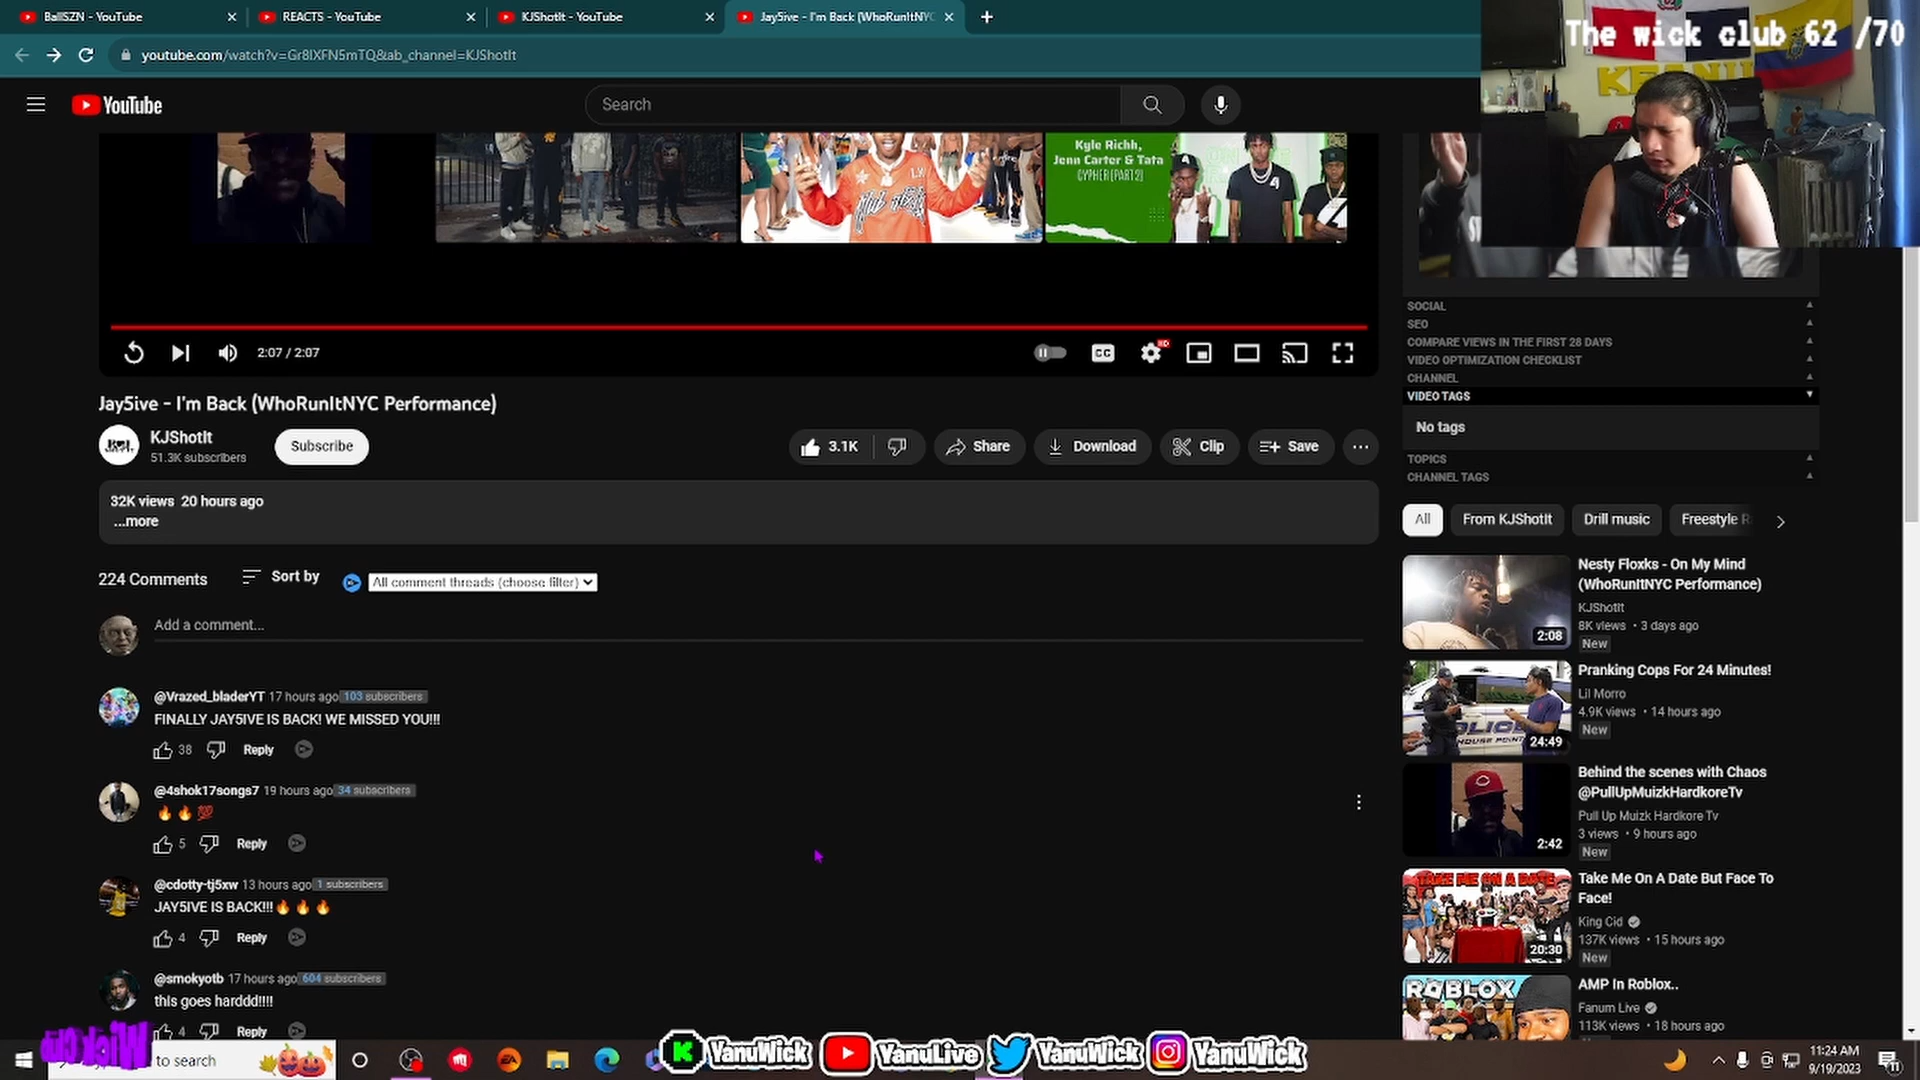 BallSZN - YouTube
REACTS - YouTube
KJShotIt - YouTube
Jay5ive - I'm Back (WhoRunItNYC
The wick club 62 /70
youtube.com/watch?v=Gr8IXFN5mTQ&ab_channel=KJShotIt
KEANU
YouTube
Search
Kyle Richh,
Jenn Carter & Tata
CYPHER (PART 2)
2:07 / 2:07
CC
HD
Jay5ive - I'm Back (WhoRunItNYC Performance)
KJShotIt
51.3K subscribers
Subscribe
3.1K
Share
Download
Clip
Save
32K views 20 hours ago
...more
224 Comments
Sort by
All comment threads (choose filter)
Add a comment...
@Vrazed_bladerYT 17 hours ago 103 subscribers
FINALLY JAY5IVE IS BACK! WE MISSED YOU!!!
38
Reply
@4shok17songs7 19 hours ago 34 subscribers
🔥 🔥 💯
5
Reply
@cdotty-tj5xw 13 hours ago 1 subscribers
JAY5IVE IS BACK!!!🔥 🔥 🔥
4
Reply
@smokyotb 17 hours ago 604 subscribers
this goes harddd!!!!
4
Reply
SOCIAL
SEO
COMPARE VIEWS IN THE FIRST 28 DAYS
VIDEO OPTIMIZATION CHECKLIST
CHANNEL
VIDEO TAGS
No tags
TOPICS
CHANNEL TAGS
All
From KJShotIt
Drill music
Freestyle R
Nesty Floxks - On My Mind
(WhoRunItNYC Performance)
KJShotIt
8K views • 3 days ago
New
2:08
Pranking Cops For 24 Minutes!
Lil Morro
4.9K views • 14 hours ago
New
24:49
Behind the scenes with Chaos
@PullUpMuizkHardkoreTv
Pull Up Muizk Hardkore Tv
3 views • 9 hours ago
New
2:42
TAKE ME ON A DATE
Take Me On A Date But Face To
Face!
King Cid
137K views • 15 hours ago
New
20:30
ROBLOX
AMP In Roblox..
Fanum Live
113K views • 18 hours ago
Wick Club
to search
YanuWick
YanuLive
YanuWick
YanuWick
11:24 AM
9/19/2023